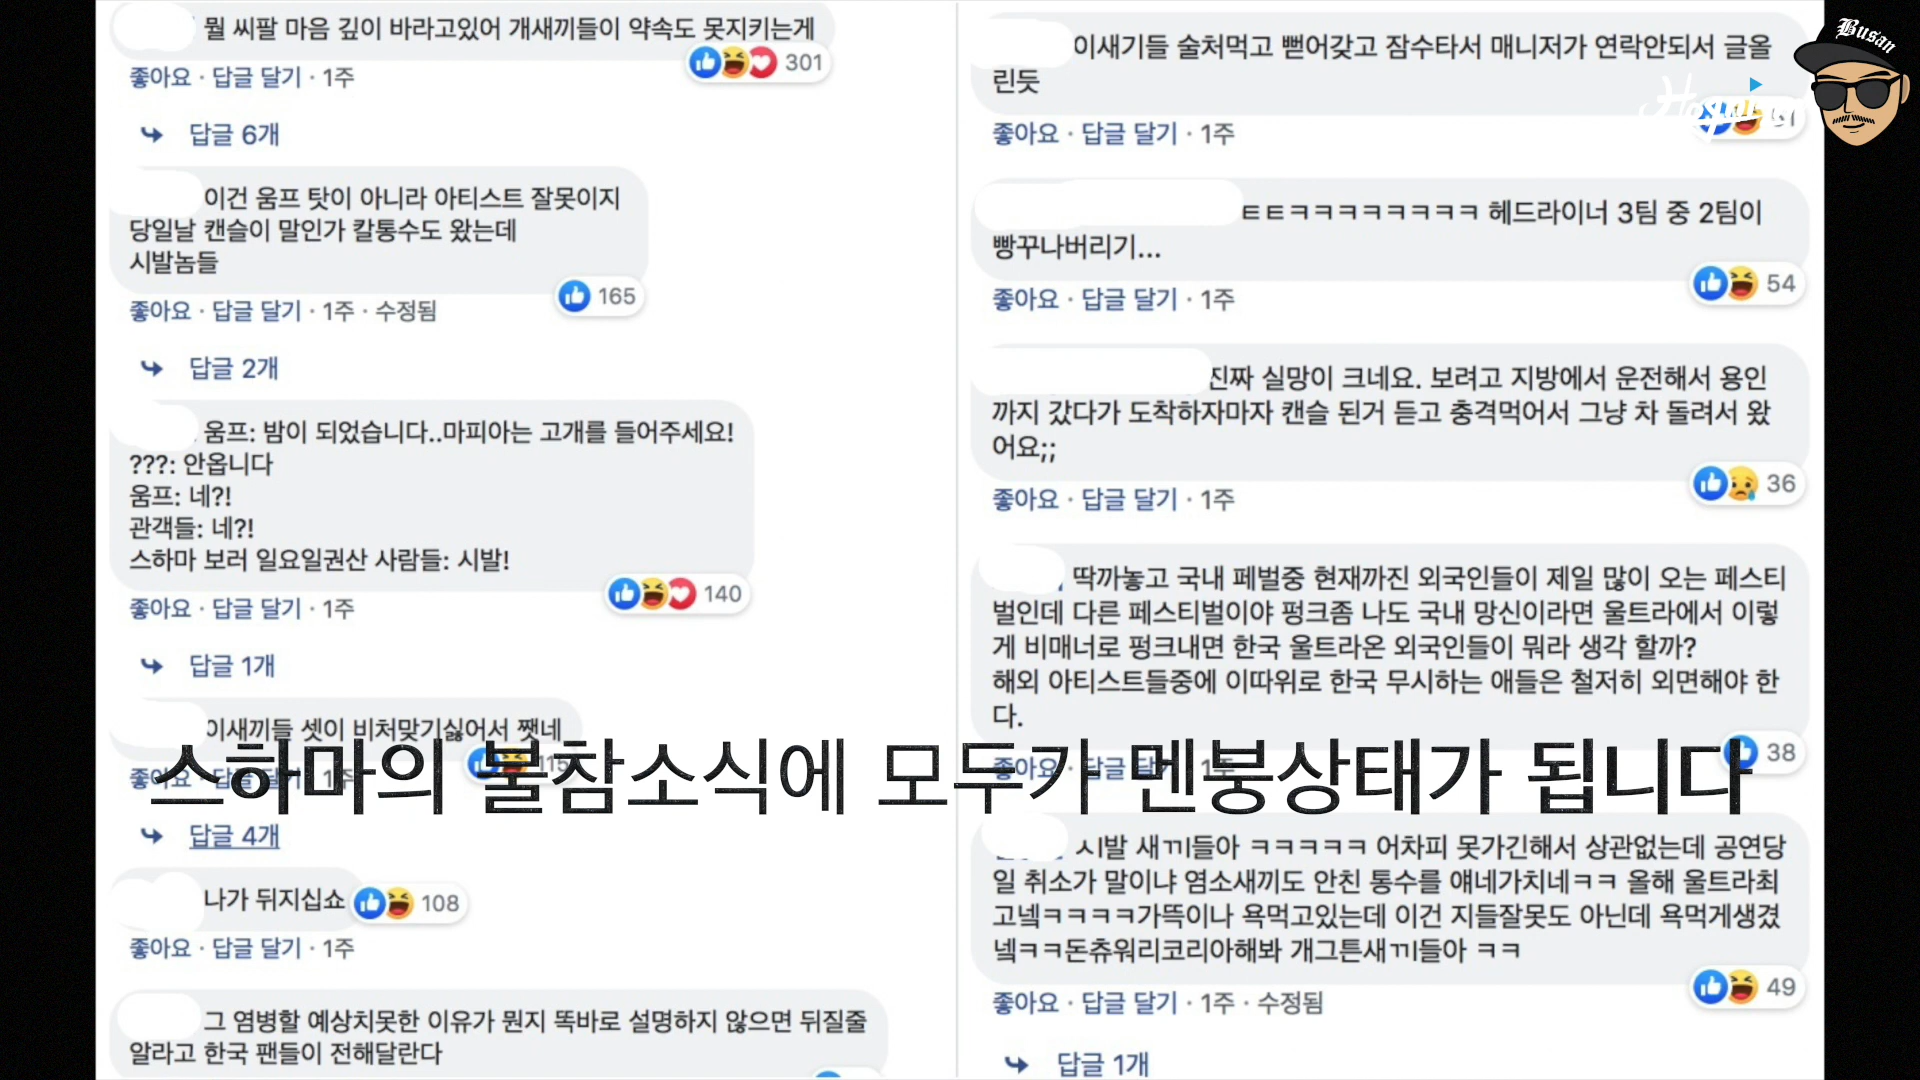 뭘 씨팔 마음 깊이 바라고있어 개새끼들이 약속도 못지키는게
301
좋아요 · 답글 달기 · 1주
답글 6개
이건 움프 탓이 아니라 아티스트 잘못이지
당일날 캔슬이 말인가 칼통수도 왔는데
시발놈들
165
좋아요 · 답글 달기 · 1주 · 수정됨
답글 2개
움프: 밤이 되었습니다..마피아는 고개를 들어주세요!
???: 안옵니다
움프: 네?!
관객들: 네?!
스하마 보러 일요일권산 사람들: 시발!
140
좋아요 · 답글 달기 · 1주
답글 1개
이새끼들 셋이 비처맞기싫어서 쨋네
115
좋아요 · 답글 달기 · 1주
답글 4개
나가 뒤지십쇼
108
좋아요 · 답글 달기 · 1주
그 염병할 예상치못한 이유가 뭔지 똑바로 설명하지 않으면 뒤질줄
알라고 한국 팬들이 전해달란다
이새기들 술처먹고 뻗어갖고 잠수타서 매니저가 연락안되서 글올
린듯
좋아요 · 답글 달기 · 1주
ㅌㅌㅋㅋㅋㅋㅋㅋㅋㅋ 헤드라이너 3팀 중 2팀이
빵꾸나버리기...
54
좋아요 · 답글 달기 · 1주
진짜 실망이 크네요. 보려고 지방에서 운전해서 용인
까지 갔다가 도착하자마자 캔슬 된거 듣고 충격먹어서 그냥 차 돌려서 왔
어요;;
36
좋아요 · 답글 달기 · 1주
딱까놓고 국내 페벌중 현재까진 외국인들이 제일 많이 오는 페스티
벌인데 다른 페스티벌이야 펑크좀 나도 국내 망신이라면 울트라에서 이렇
게 비매너로 펑크내면 한국 울트라온 외국인들이 뭐라 생각 할까?
해외 아티스트들중에 이따위로 한국 무시하는 애들은 철저히 외면해야 한
다.
38
좋아요 · 답글 달기 · 1주
ㅅㅣ발 새ㄲㅣ들아 ㅋㅋㅋㅋㅋ 어차피 못가긴해서 상관없는데 공연당
일 취소가 말이냐 염소새끼도 안친 통수를 얘네가치네ㅋㅋ 올해 울트라최
고넼ㅋㅋㅋㅋ가뜩이나 욕먹고있는데 이건 지들잘못도 아닌데 욕먹게생겼
넼ㅋㅋ돈츄워리코리아해봐 개그튼새ㄲㅣ들아 ㅋㅋ
49
좋아요 · 답글 달기 · 1주 · 수정됨
답글 1개
스하마의 불참소식에 모두가 멘붕상태가 됩니다
Busan